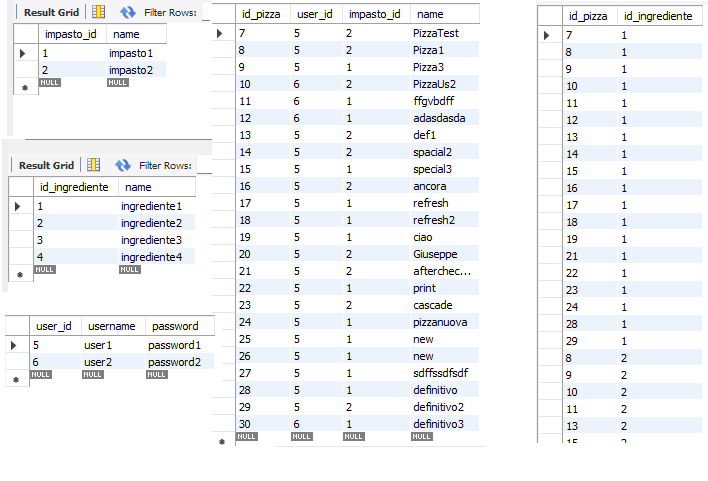 Result Grid Filter Rows:
impasto_id name
1 impasto1
2 impasto2
NULL NULL
Result Grid Filter Rows:
id_ingrediente name
1 ingrediente1
2 ingrediente2
3 ingrediente3
4 ingrediente4
NULL NULL
user_id username password
5 user1 password1
6 user2 password2
NULL NULL NULL
id_pizza user_id impasto_id name
7 5 2 PizzaTest
8 5 2 Pizza1
9 5 1 Pizza3
10 6 2 PizzaUs2
11 6 1 ffgvbdff
12 6 1 adasdasda
13 5 2 def1
14 5 2 spacial2
15 5 1 special3
16 5 2 ancora
17 5 1 refresh
18 5 1 refresh2
19 5 1 ciao
20 5 2 Giuseppe
21 5 2 afterchec...
22 5 1 print
23 5 2 cascade
24 5 1 pizzanuova
25 5 1 new
26 5 1 new
27 5 1 sdffssdfsdf
28 5 1 definitivo
29 5 2 definitivo2
30 6 1 definitivo3
NULL NULL NULL NULL
id_pizza id_ingrediente
7 1
8 1
9 1
10 1
11 1
12 1
13 1
14 1
15 1
16 1
17 1
18 1
19 1
21 1
22 1
23 1
24 1
28 1
29 1
8 2
9 2
10 2
11 2
13 2
15 2